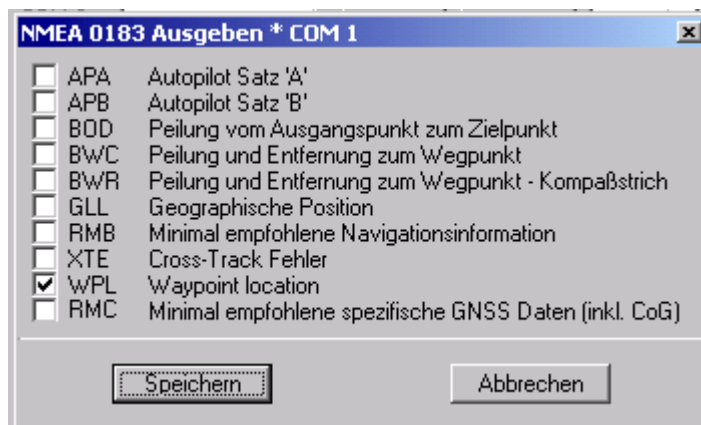 NMEA 0183 Ausgeben * COM 1
APA Autopilot Satz 'A'
APB Autopilot Satz 'B'
BOD Peilung vom Ausgangspunkt zum Zielpunkt
BWC Peilung und Entfernung zum Wegpunkt
BWR Peilung und Entfernung zum Wegpunkt - Kompaßstrich
GLL Geographische Position
RMB Minimal empfohlene Navigationsinformation
XTE Cross-Track Fehler
WPL Waypoint location
RMC Minimal empfohlene spezifische GNSS Daten (inkl. CoG)
Speichern Abbrechen